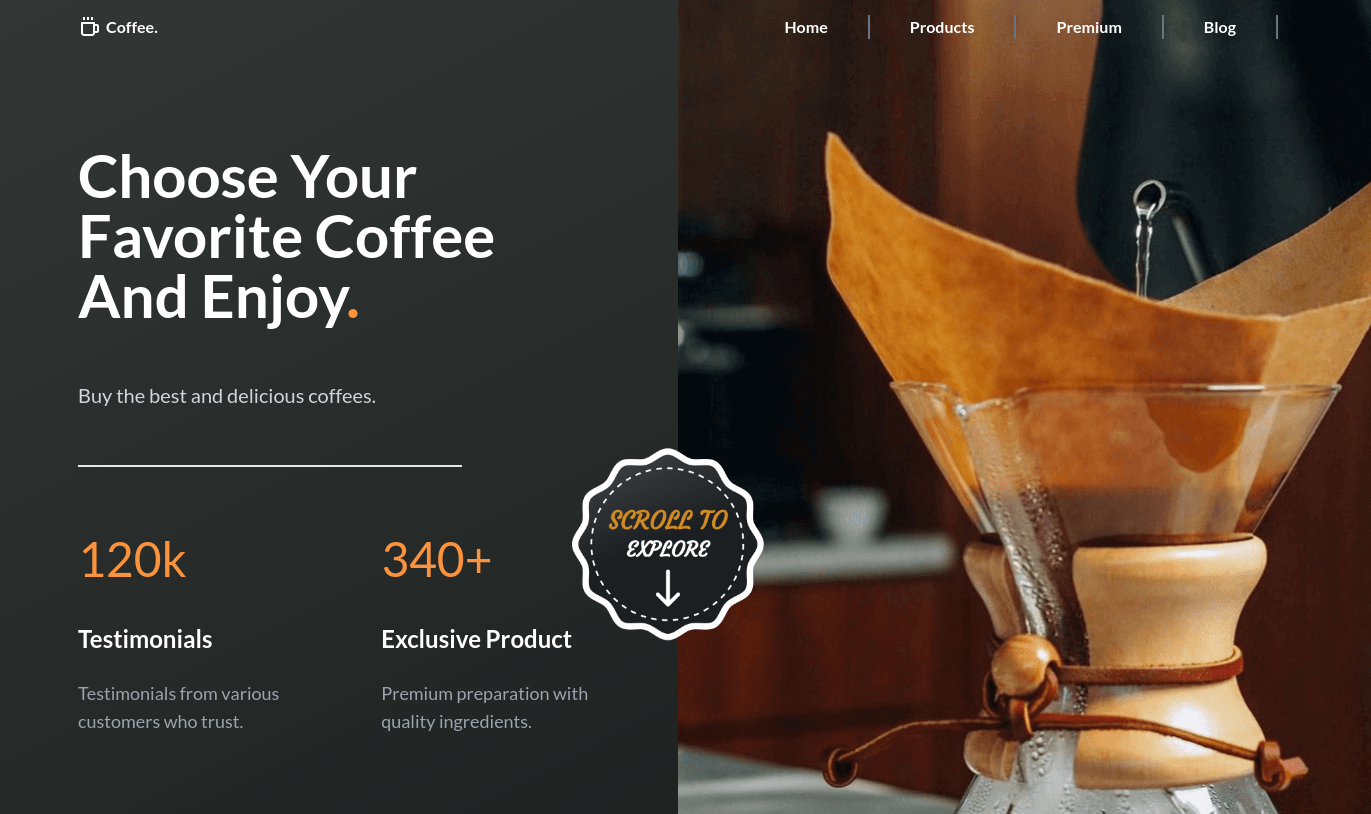 Coffee.
Home
Products
Premium
Blog
Choose Your
Favorite Coffee
And Enjoy.
Buy the best and delicious coffees.
SCROLL TO
EXPLORE
120k
Testimonials
Testimonials from various
customers who trust.
340+
Exclusive Product
Premium preparation with
quality ingredients.